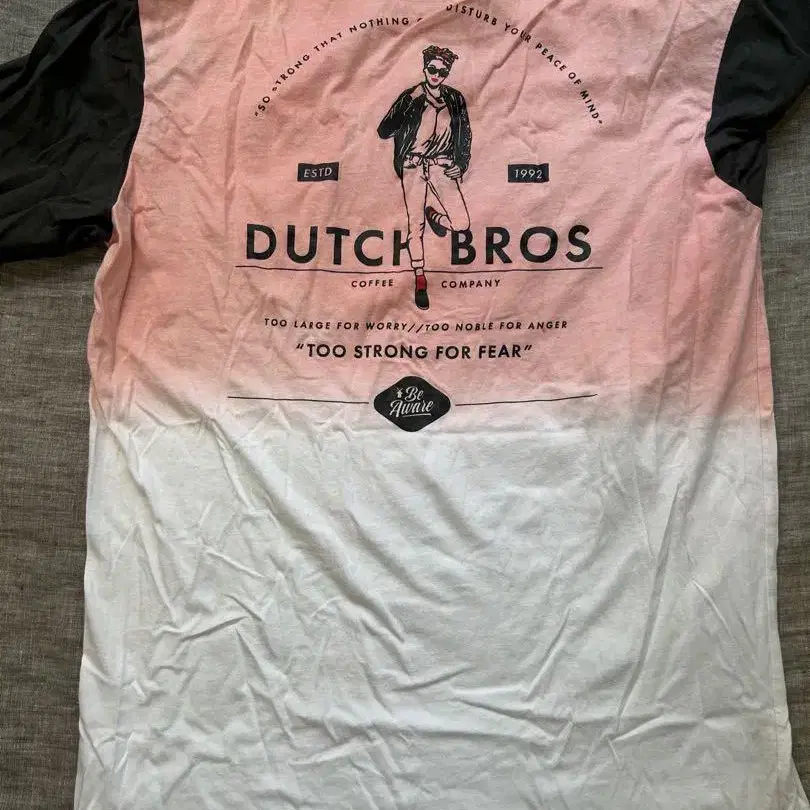 "SO STRONG THAT NOTHING DISTURB YOUR PEACE OF MIND"
ESTD 1992
DUTCH BROS
COFFEE COMPANY
TOO LARGE FOR WORRY//TOO NOBLE FOR ANGER
"TOO STRONG FOR FEAR"
Be
Aware